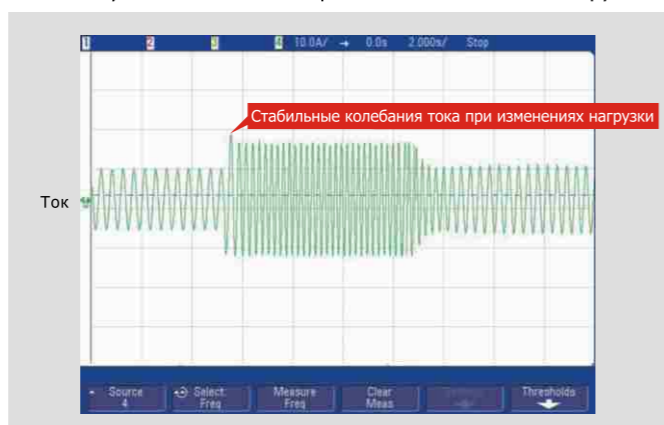 1 2 3 4 10.0A/ 0.0s 2.000s/ Stop
Стабильные колебания тока при изменениях нагрузки
Ток
Source Select: Measure Clear Thresholds
4 Freq Freq Meas